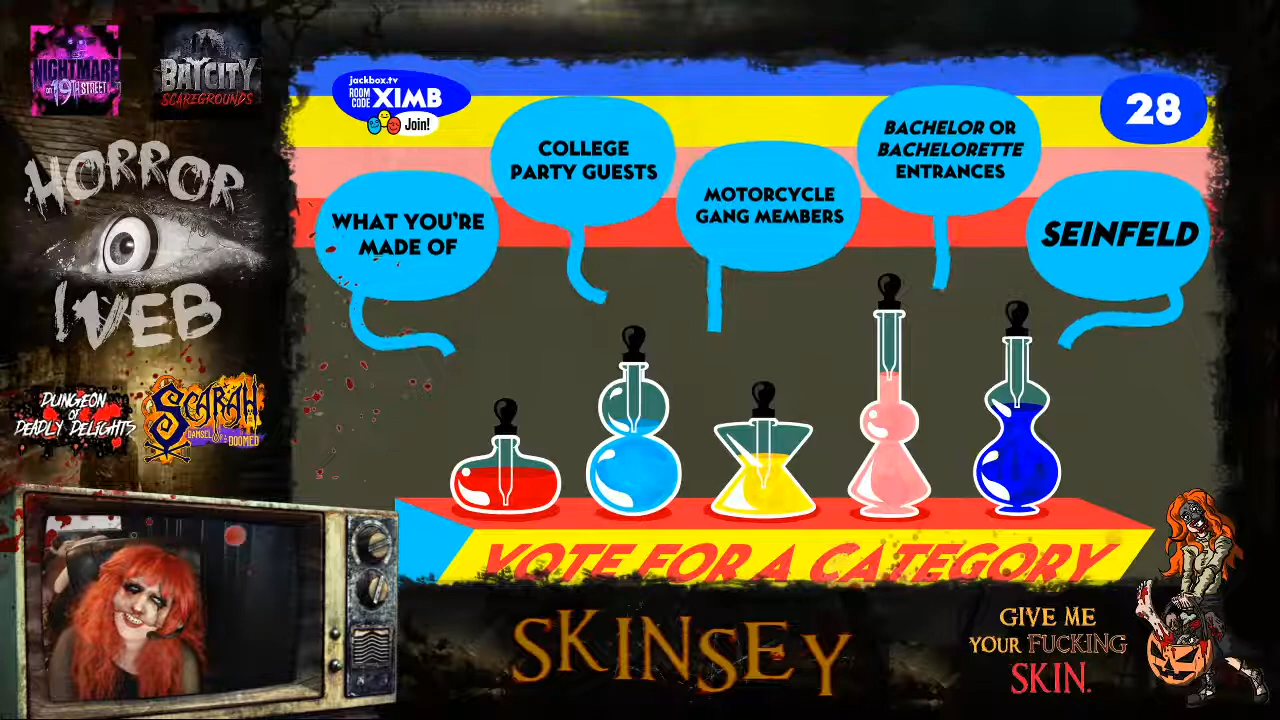 NIGHTMARE
ON 19TH STREET
BAYCITY
SCAREGROUNDS
HORROR
WEB
DUNGEON
OF
DEADLY DELIGHTS
SCARAH
DAMSEL OF THE DOOMED
jackbox.tv
ROOM
CODE
XIMB
Join!
28
WHAT YOU'RE
MADE OF
COLLEGE
PARTY GUESTS
MOTORCYCLE
GANG MEMBERS
BACHELOR OR
BACHELORETTE
ENTRANCES
SEINFELD
VOTE FOR A CATEGORY
SKINSEY
GIVE ME
YOUR FUCKING
SKIN.